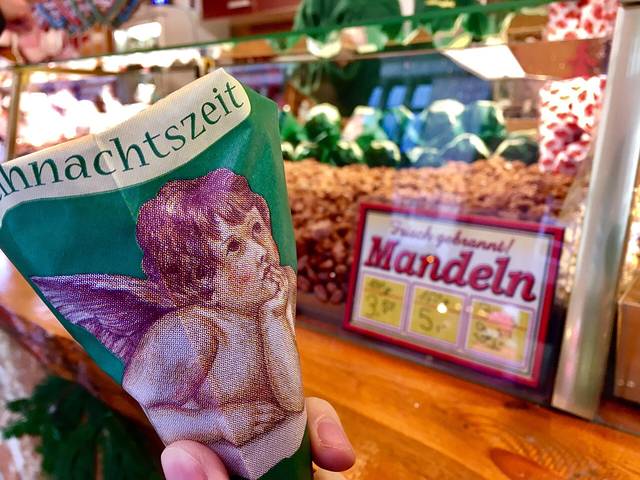 hnachtszeit
Frisch gebrannt!
Mandeln